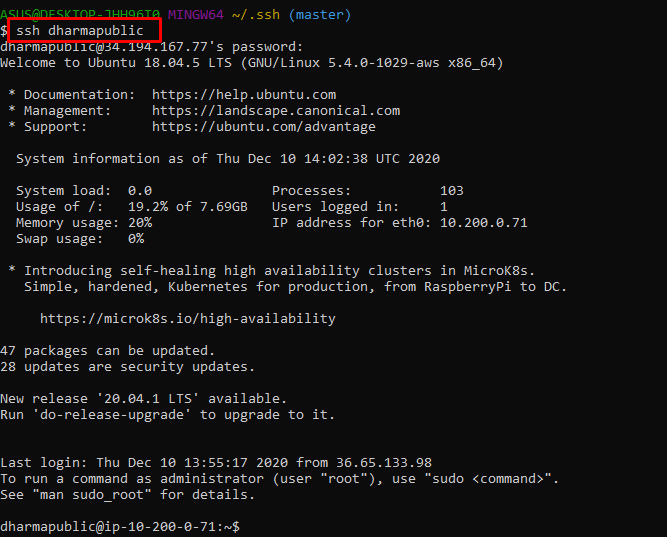 ASUS@DESKTOP-JHH96T0 MINGW64 ~/.ssh (master)
$ ssh dharmapublic
dharmapublic@34.194.167.77's password:
Welcome to Ubuntu 18.04.5 LTS (GNU/Linux 5.4.0-1029-aws x86_64)

 * Documentation:  https://help.ubuntu.com
 * Management:     https://landscape.canonical.com
 * Support:        https://ubuntu.com/advantage

  System information as of Thu Dec 10 14:02:38 UTC 2020

  System load:  0.0               Processes:           103
  Usage of /:   19.2% of 7.69GB   Users logged in:     1
  Memory usage: 20%               IP address for eth0: 10.200.0.71
  Swap usage:   0%

 * Introducing self-healing high availability clusters in MicroK8s.
   Simple, hardened, Kubernetes for production, from RaspberryPi to DC.

     https://microk8s.io/high-availability

47 packages can be updated.
28 updates are security updates.

New release '20.04.1 LTS' available.
Run 'do-release-upgrade' to upgrade to it.


Last login: Thu Dec 10 13:55:17 2020 from 36.65.133.98
To run a command as administrator (user "root"), use "sudo <command>".
See "man sudo_root" for details.

dharmapublic@ip-10-200-0-71:~$